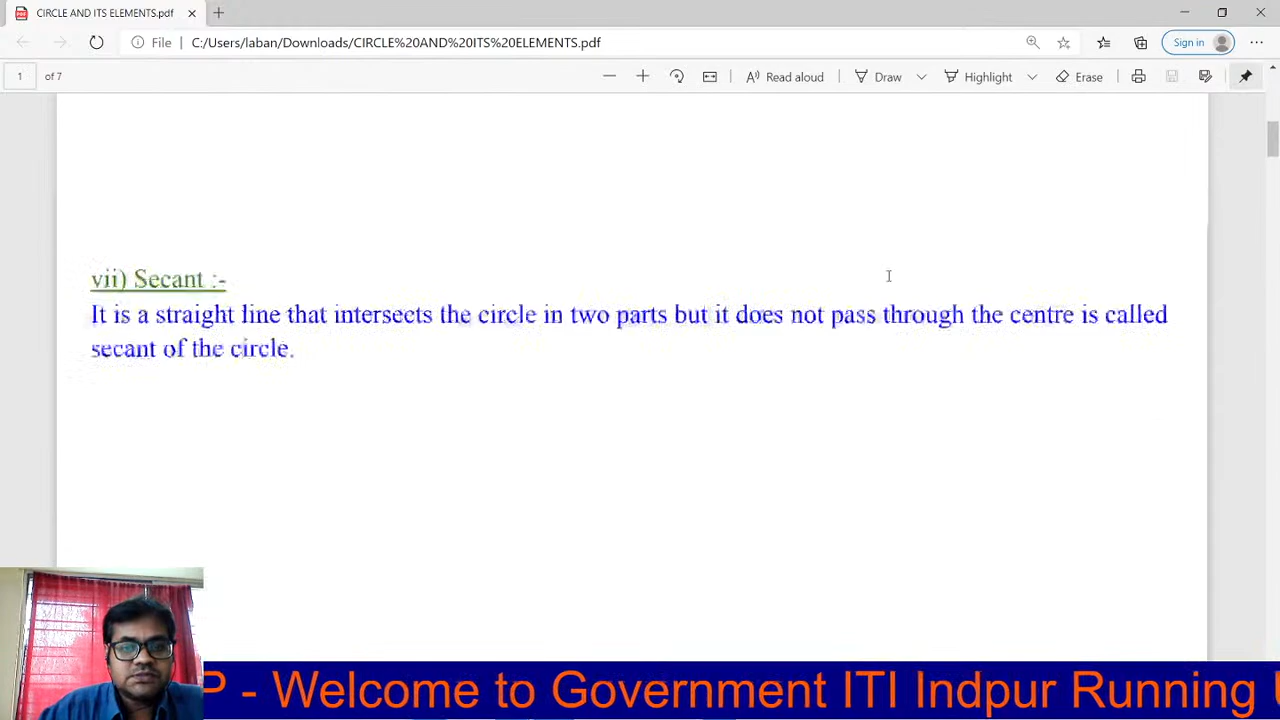 CIRCLE AND ITS ELEMENTS.pdf
File | C:/Users/laban/Downloads/CIRCLE%20AND%20ITS%20ELEMENTS.pdf
Sign in
1 of 7
Read aloud
Draw
Highlight
Erase
vii) Secant :-
It is a straight line that intersects the circle in two parts but it does not pass through the centre is called
secant of the circle.
P - Welcome to Government ITI Indpur Running